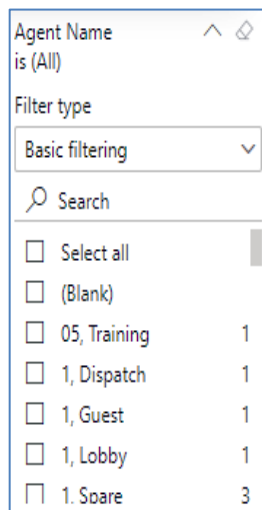 Agent Name
is (All)
Filter type
Basic filtering
Search
Select all
(Blank)
05, Training 1
1, Dispatch 1
1, Guest 1
1, Lobby 1
1, Spare 3